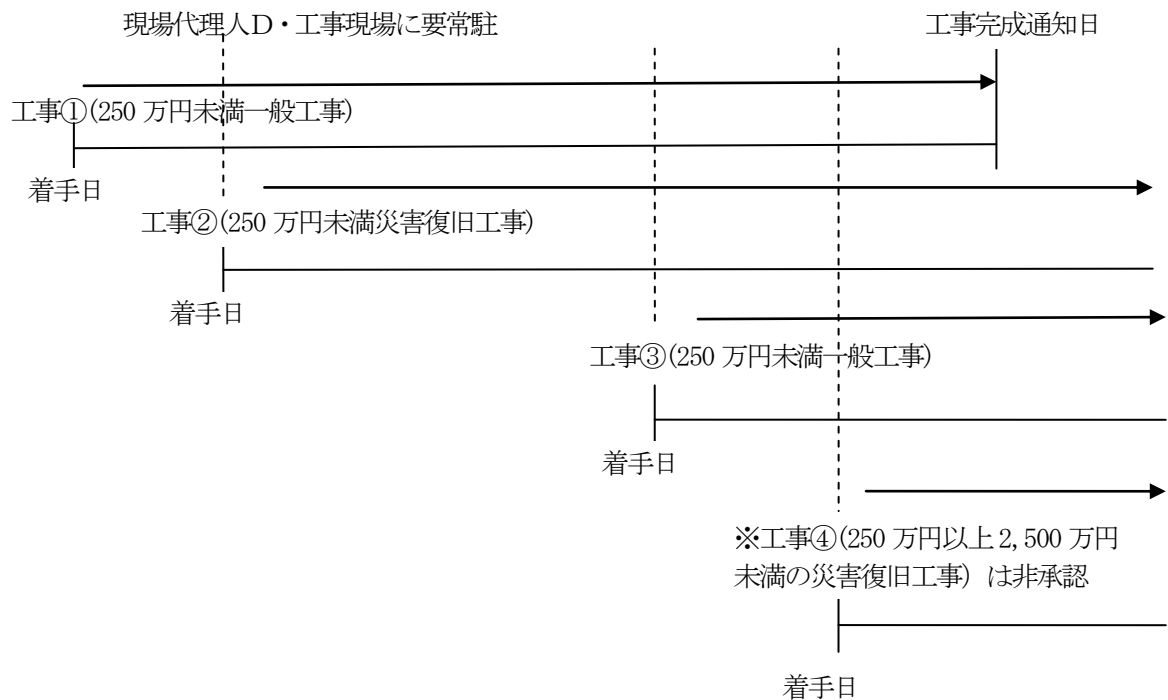 現場代理人D・工事現場に要常駐
工事完成通知日
工事①(250 万円未満一般工事)
着手日
工事②(250 万円未満災害復旧工事)
着手日
工事③(250 万円未満一般工事)
着手日
※工事④(250 万円以上 2,500 万円
未満の災害復旧工事) は非承認
着手日